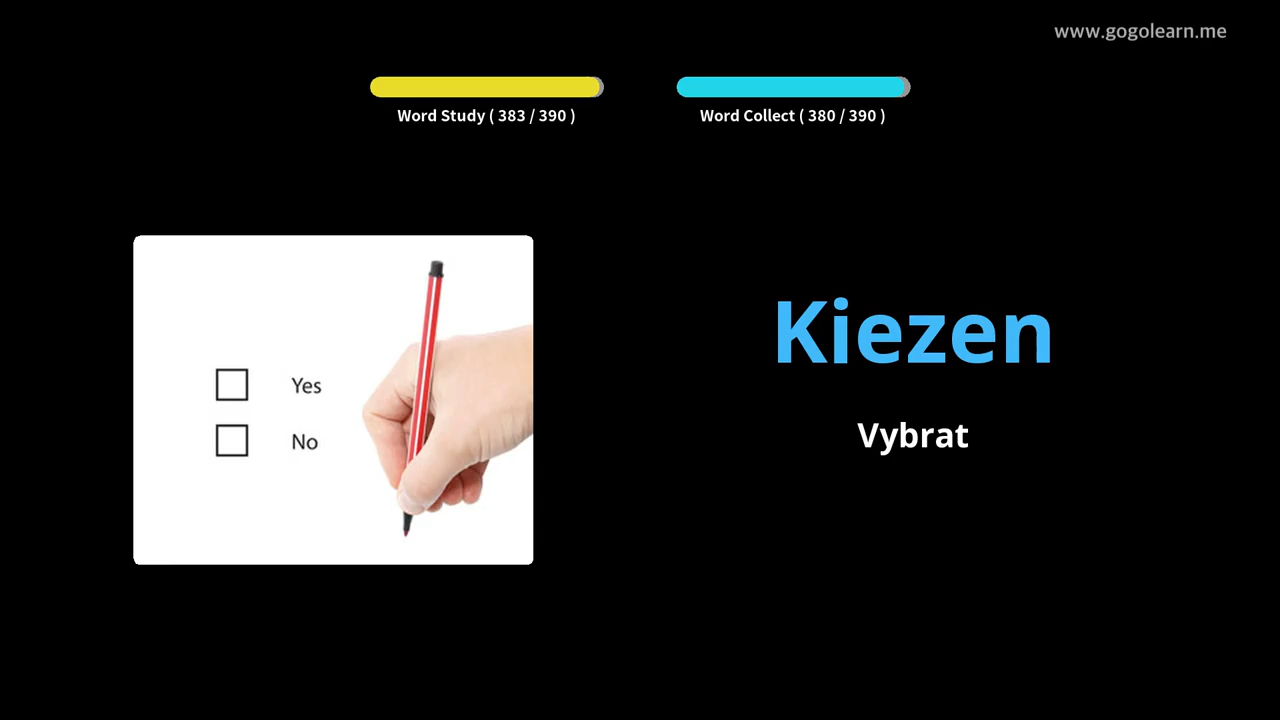 www.gogolearn.me
Word Study ( 383 / 390 )
Word Collect ( 380 / 390 )
Yes
No
Kiezen
Vybrat